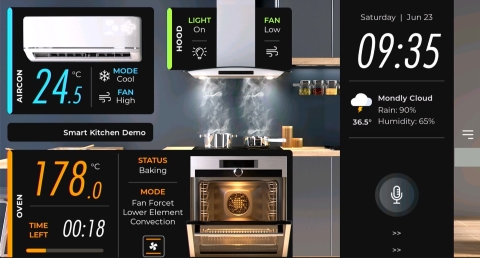 AIRCON
24.5 °C
MODE
Cool
FAN
High
HOOD
LIGHT
On
FAN
Low
Smart Kitchen Demo
OVEN
178.0 °C
TIME
LEFT
00:18
STATUS
Baking
MODE
Fan Forcet
Lower Element
Convection
Saturday | Jun 23
09:35
36.5°
Mondly Cloud
Rain: 90%
Humidity: 65%
>>
>>